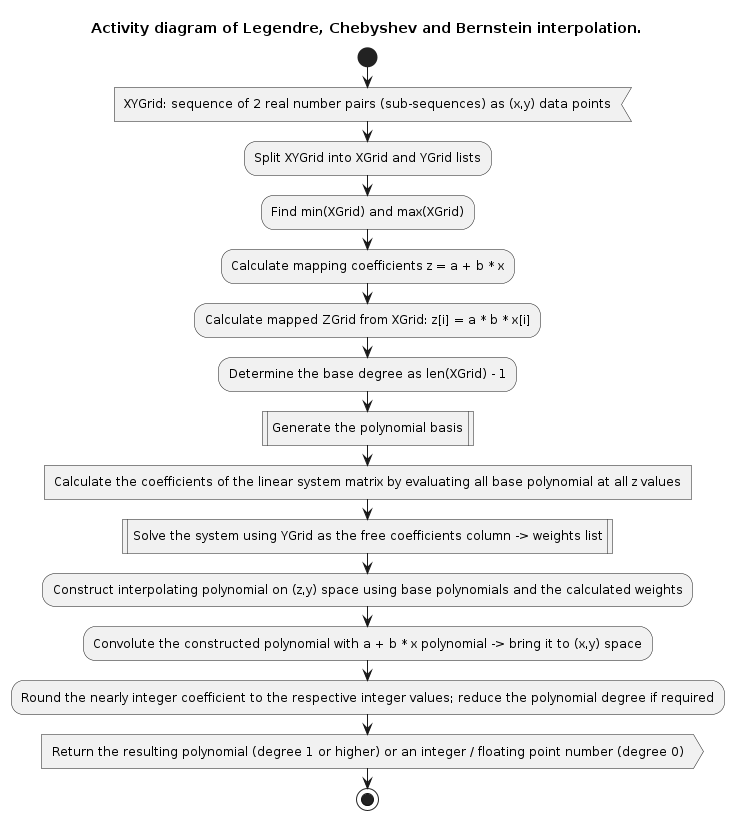 Activity diagram of Legendre, Chebyshev and Bernstein interpolation.
XYGrid: sequence of 2 real number pairs (sub-sequences) as (x,y) data points
Split XYGrid into XGrid and YGrid lists
Find min(XGrid) and max(XGrid)
Calculate mapping coefficients z = a + b * x
Calculate mapped ZGrid from XGrid: z[i] = a * b * x[i]
Determine the base degree as len(XGrid) - 1
Generate the polynomial basis
Calculate the coefficients of the linear system matrix by evaluating all base polynomial at all z values
Solve the system using YGrid as the free coefficients column -> weights list
Construct interpolating polynomial on (z,y) space using base polynomials and the calculated weights
Convolute the constructed polynomial with a + b * x polynomial -> bring it to (x,y) space
Round the nearly integer coefficient to the respective integer values; reduce the polynomial degree if required
Return the resulting polynomial (degree 1 or higher) or an integer / floating point number (degree 0)